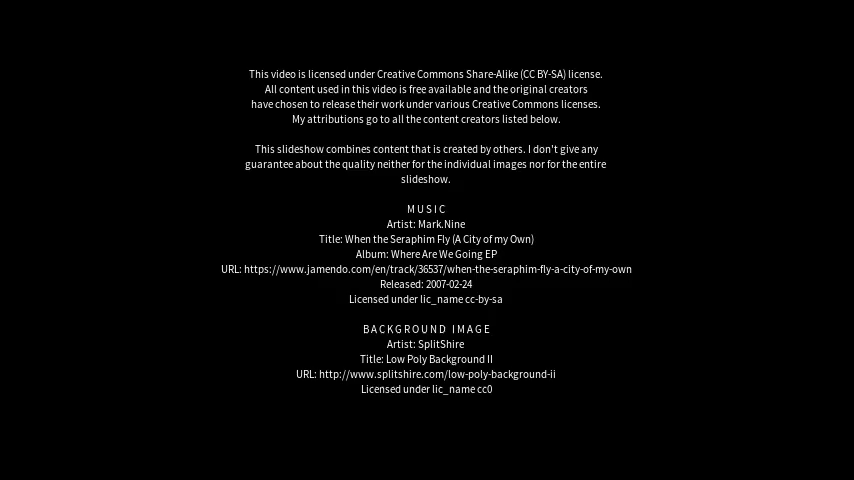 This video is licensed under Creative Commons Share-Alike (CC BY-SA) license.
All content used in this video is free available and the original creators
have chosen to release their work under various Creative Commons licenses.
My attributions go to all the content creators listed below.
This slideshow combines content that is created by others. I don't give any
guarantee about the quality neither for the individual images nor for the entire
slideshow.
MUSIC
Artist: Mark.Nine
Title: When the Seraphim Fly (A City of my Own)
Album: Where Are We Going EP
URL: https://www.jamendo.com/en/track/36537/when-the-seraphim-fly-a-city-of-my-own
Released: 2007-02-24
Licensed under lic_name cc-by-sa
BACKGROUND IMAGE
Artist: SplitShire
Title: Low Poly Background II
URL: http://www.splitshire.com/low-poly-background-ii
Licensed under lic_name cc0